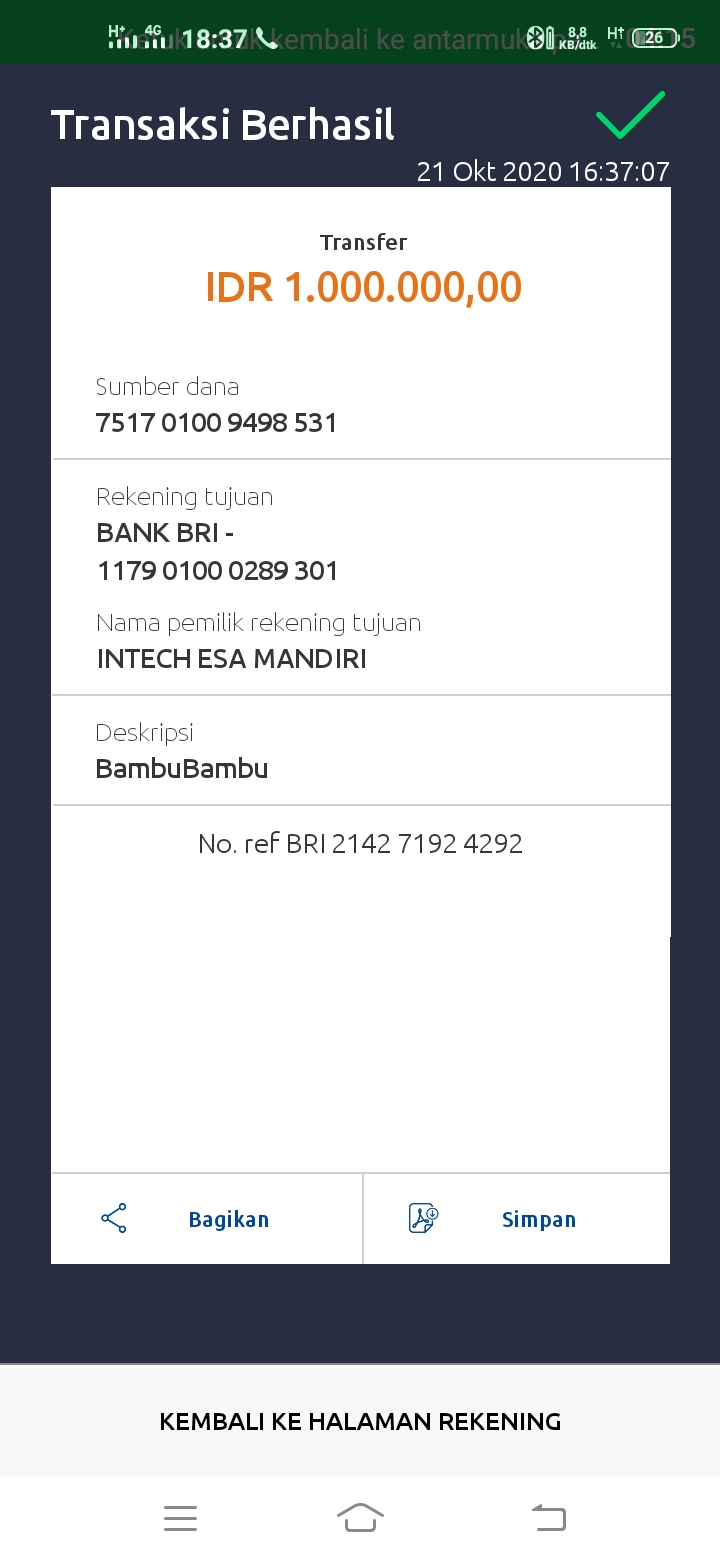 H+ 4G 18:37 kembali ke antarmuk 8,8 KB/dtk H+ 26
Transaksi Berhasil
21 Okt 2020 16:37:07
Transfer
IDR 1.000.000,00
Sumber dana
7517 0100 9498 531
Rekening tujuan
BANK BRI -
1179 0100 0289 301
Nama pemilik rekening tujuan
INTECH ESA MANDIRI
Deskripsi
BambuBambu
No. ref BRI 2142 7192 4292
Bagikan
Simpan
KEMBALI KE HALAMAN REKENING